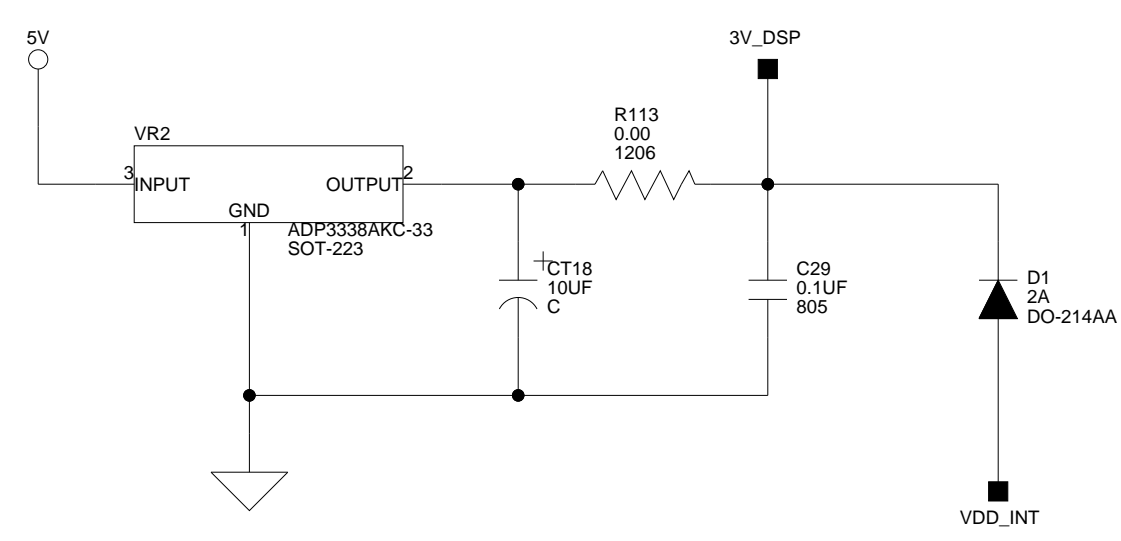 5V
3V_DSP
R113
0.00
1206
VR2
3
INPUT
OUTPUT
2
GND
1
ADP3338AKC-33
SOT-223
CT18
10UF
C
C29
0.1UF
805
D1
2A
DO-214AA
VDD_INT